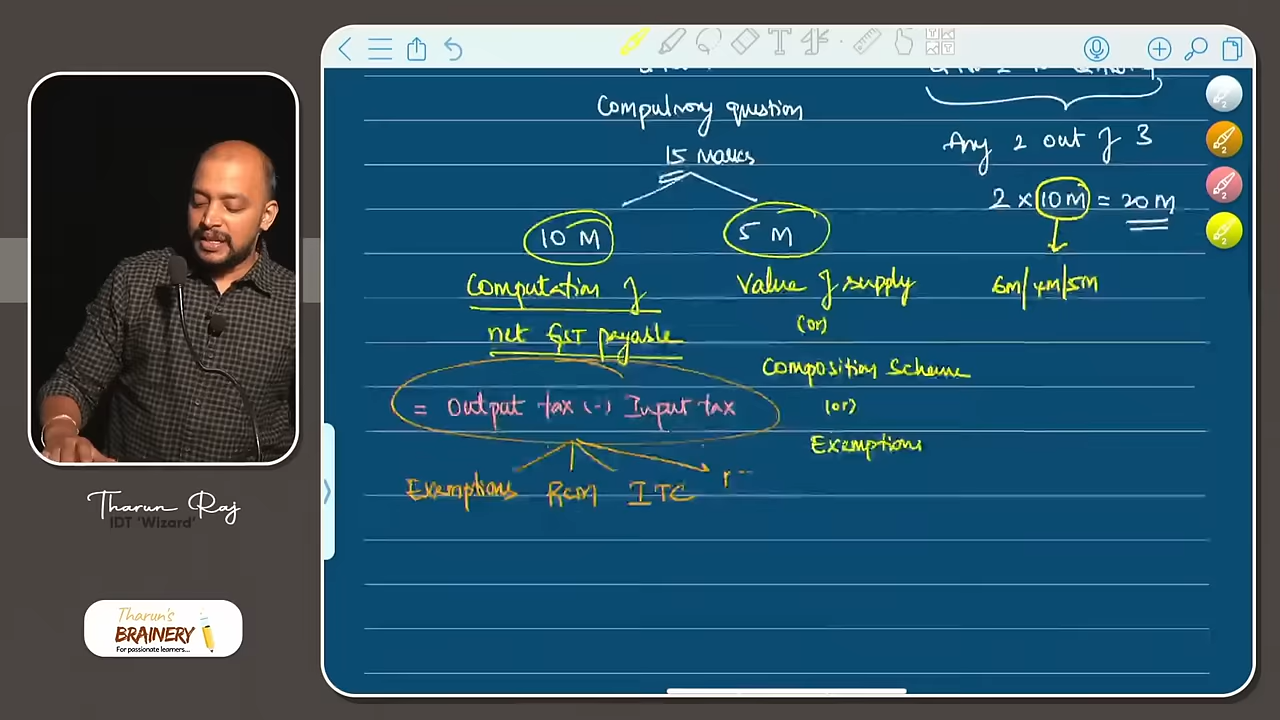 Compulsory question
Any 2 out of 3
15 Marks
2 × 10M = 20M
10 M
5 M
Computation of
net GST payable
Value of supply
(or)
Composition Scheme
(or)
Exemptions
6M/4M/5M
= Output tax (-) Input tax
Exemptions RCM ITC
Tharun Raj
IDT ‘Wizard’
Tharun's
BRAINERY
For passionate learners...